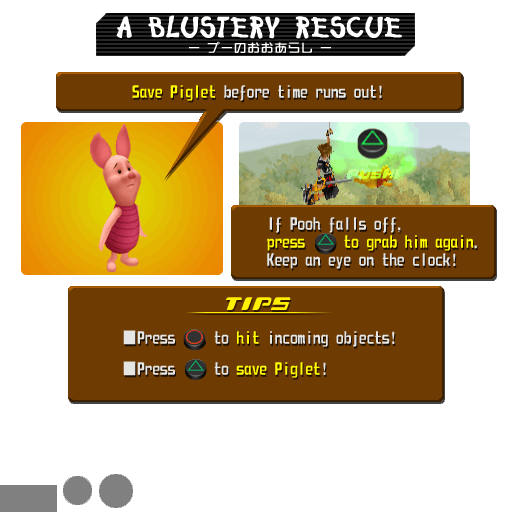 A BLUSTERY RESCUE
— プーのおおあらし —
Save Piglet before time runs out!
PUSH!
If Pooh falls off,
press △ to grab him again.
Keep an eye on the clock!
TIPS
■Press ○ to hit incoming objects!
■Press △ to save Piglet!